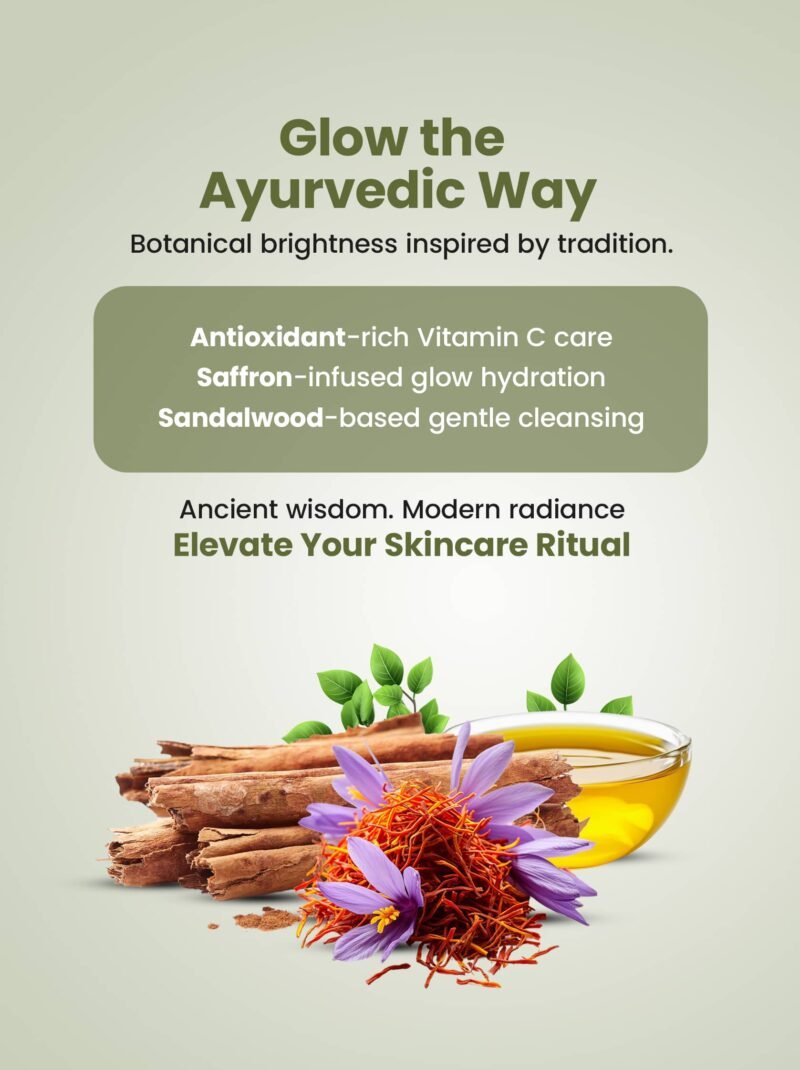 Glow the
Ayurvedic Way
Botanical brightness inspired by tradition.
Antioxidant-rich Vitamin C care
Saffron-infused glow hydration
Sandalwood-based gentle cleansing
Ancient wisdom. Modern radiance
Elevate Your Skincare Ritual